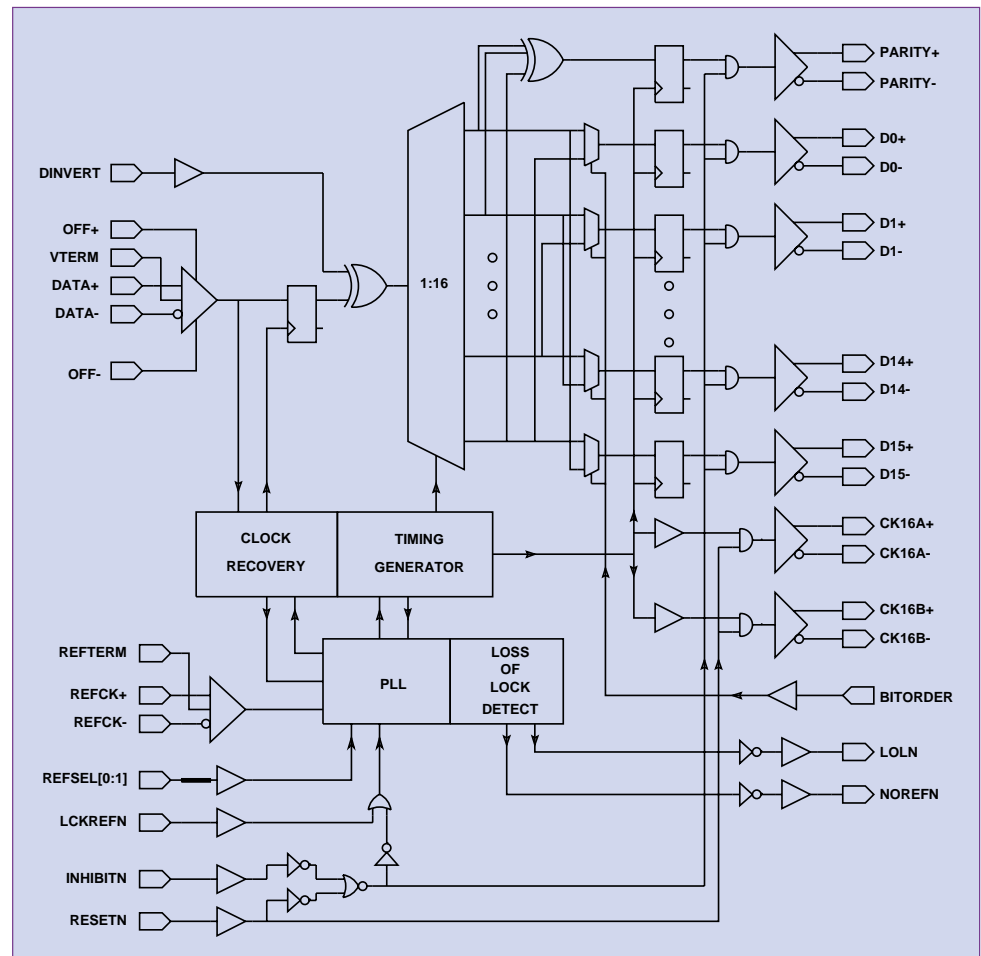 PARITY+
PARITY-
D0+
D0-
DINVERT
D1+
D1-
OFF+
VTERM
DATA+
DATA-
OFF-
1:16
D14+
D14-
D15+
D15-
CLOCK
RECOVERY
TIMING
GENERATOR
CK16A+
CK16A-
CK16B+
CK16B-
REFTERM
REFCK+
REFCK-
PLL
LOSS
OF
LOCK
DETECT
BITORDER
LOLN
NOREFN
REFSEL[0:1]
LCKREFN
INHIBITN
RESETN